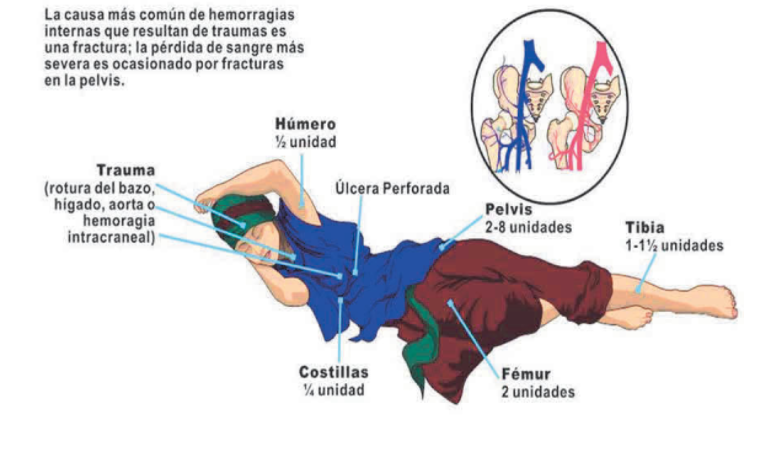 La causa más común de hemorragias
internas que resultan de traumas es
una fractura; la pérdida de sangre más
severa es ocasionado por fracturas
en la pelvis.
Húmero
½ unidad
Trauma
(rotura del bazo,
hígado, aorta o
hemoragia
intracraneal)
Úlcera Perforada
Pelvis
2-8 unidades
Tibia
1-1½ unidades
Costillas
¼ unidad
Fémur
2 unidades